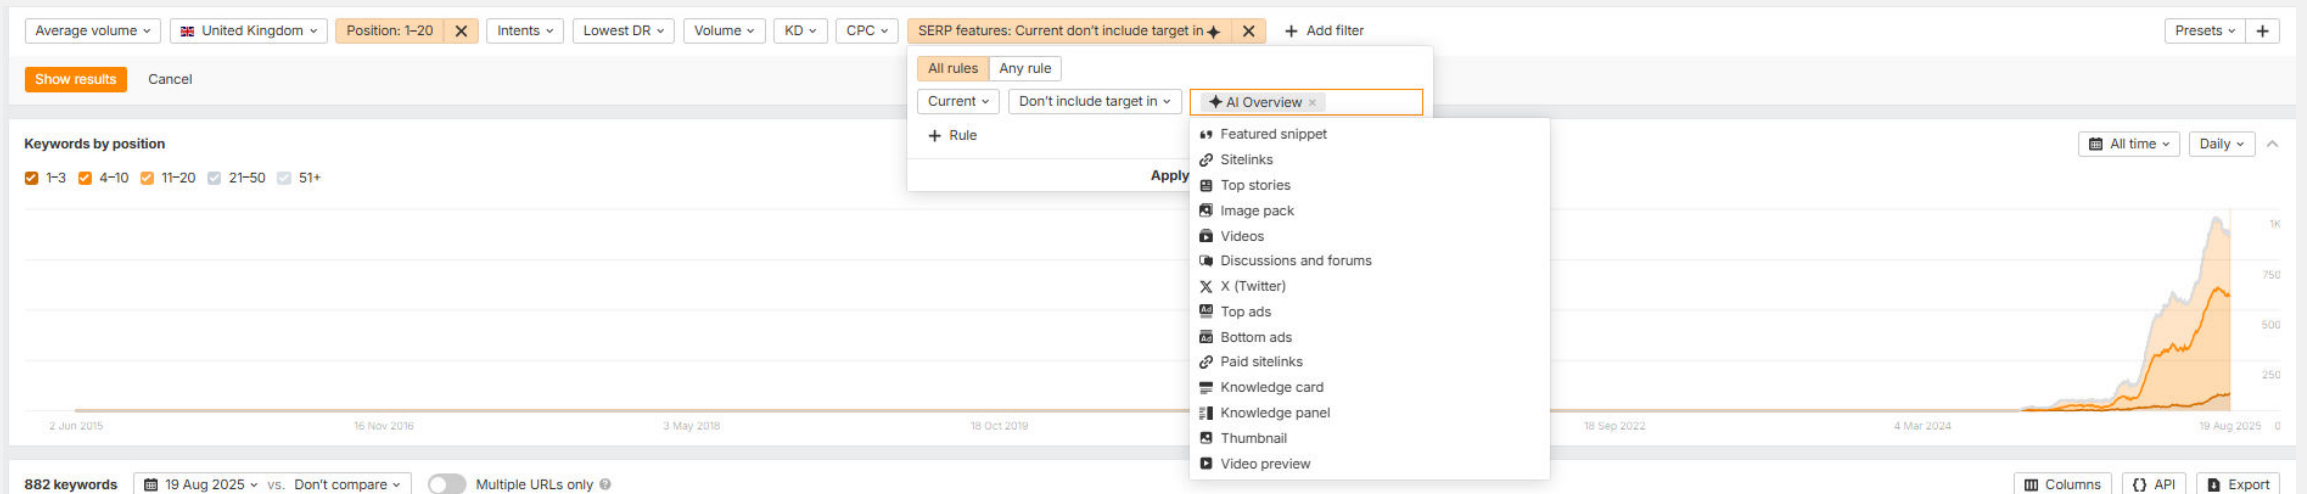 Average volume United Kingdom Position: 1–20 Intents Lowest DR Volume KD CPC SERP features: Current don't include target in + Add filter Presets +
Show results Cancel
All rules Any rule
Current Don't include target in AI Overview ×
+ Rule
Apply
Featured snippet
Sitelinks
Top stories
Image pack
Videos
Discussions and forums
X (Twitter)
Top ads
Bottom ads
Paid sitelinks
Knowledge card
Knowledge panel
Thumbnail
Video preview
Keywords by position
All time Daily
1–3 4–10 11–20 21–50 51+
1K
750
500
250
0
2 Jun 2015 16 Nov 2016 3 May 2018 18 Oct 2019 18 Sep 2022 4 Mar 2024 19 Aug 2025
882 keywords 19 Aug 2025 vs. Don't compare Multiple URLs only Columns API Export